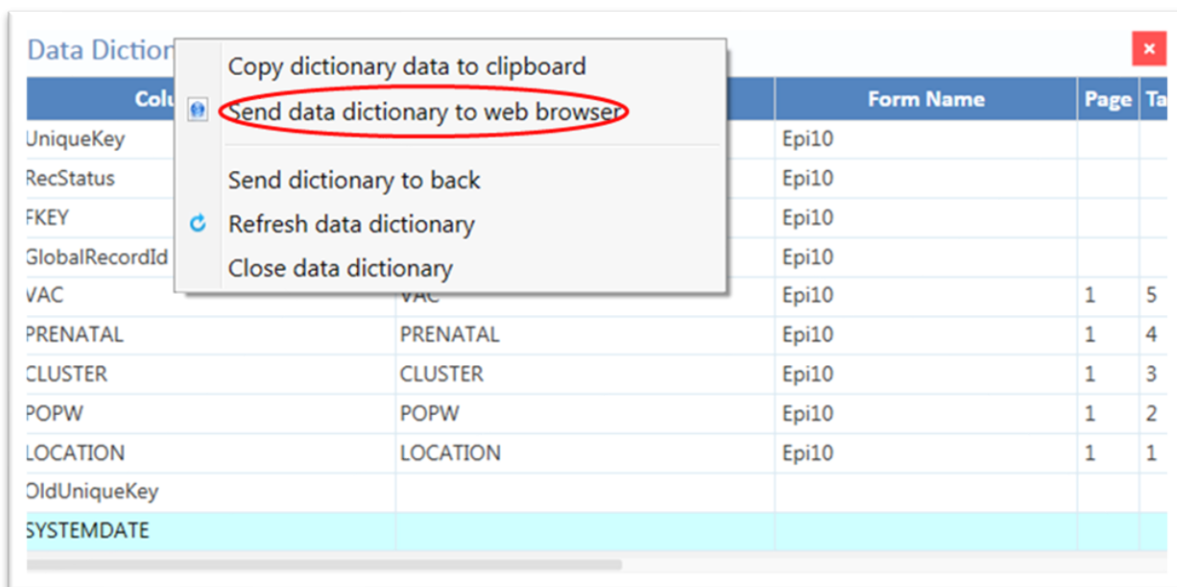 Data Diction
Copy dictionary data to clipboard
Send data dictionary to web browser
Send dictionary to back
Refresh data dictionary
Close data dictionary
Colu Form Name Page Ta
UniqueKey Epi10
RecStatus Epi10
FKEY Epi10
GlobalRecordId Epi10
VAC VAC Epi10 1 5
PRENATAL PRENATAL Epi10 1 4
CLUSTER CLUSTER Epi10 1 3
POPW POPW Epi10 1 2
LOCATION LOCATION Epi10 1 1
OldUniqueKey
SYSTEMDATE